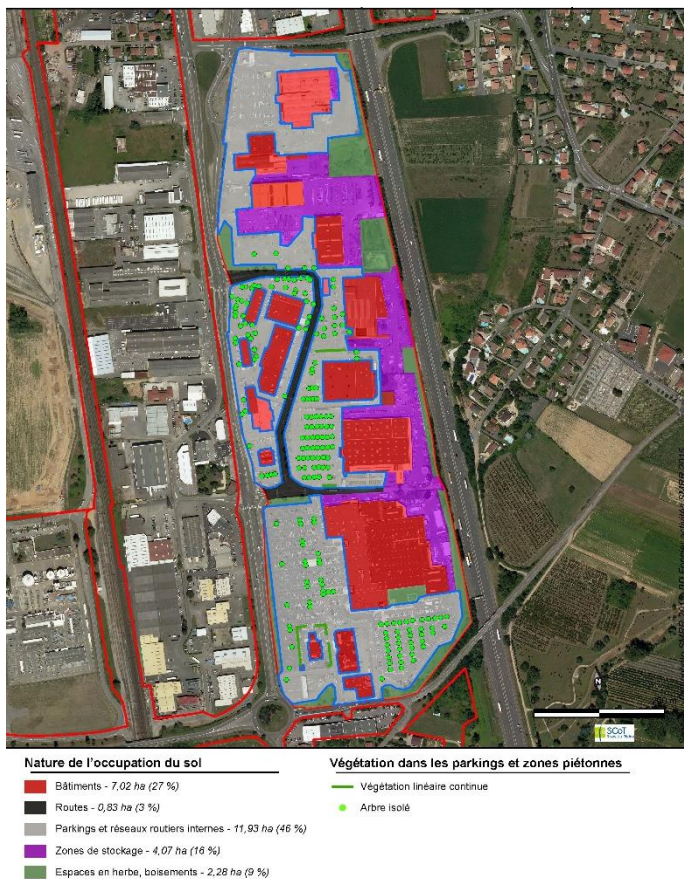 SCoT
Nature de l'occupation du sol
Bâtiments - 7,02 ha (27 %)
Routes - 0,83 ha (3 %)
Parkings et réseaux routiers internes - 11,93 ha (46 %)
Zones de stockage - 4,07 ha (16 %)
Espaces en herbe, boisements - 2,28 ha (9 %)
Végétation dans les parkings et zones piétonnes
Végétation linéaire continue
Arbre isolé